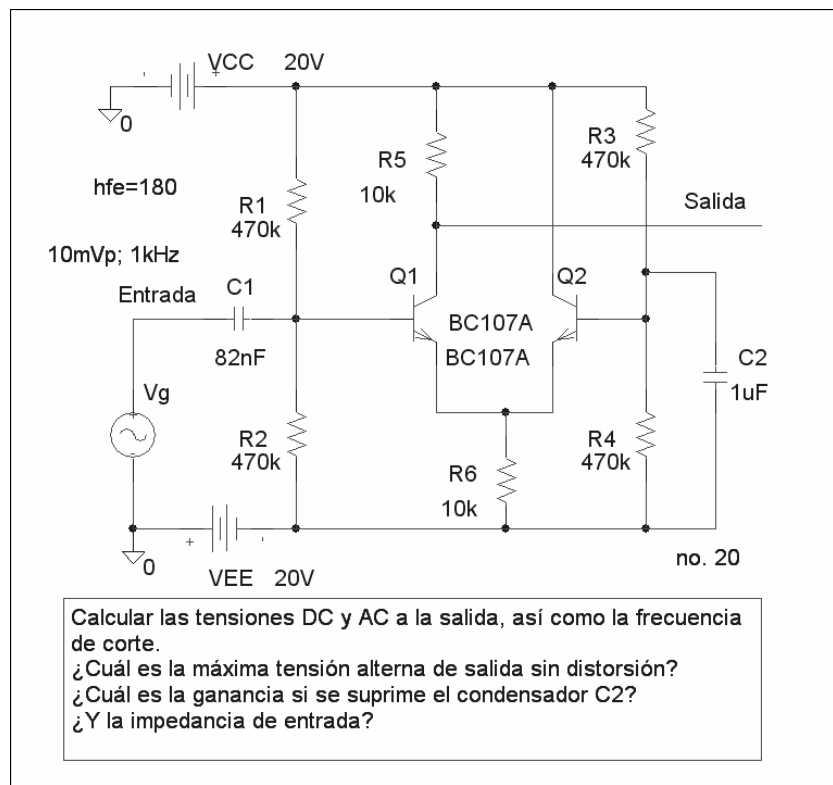 VCC 20V
- +
0
R3
470k
R5
10k
hfe=180
R1
470k
Salida
10mVp; 1kHz
Entrada
C1
Q1
Q2
BC107A
BC107A
82nF
C2
1uF
Vg
R2
470k
R4
470k
R6
10k
+ -
0
VEE 20V
no. 20
Calcular las tensiones DC y AC a la salida, así como la frecuencia
de corte.
¿Cuál es la máxima tensión alterna de salida sin distorsión?
¿Cuál es la ganancia si se suprime el condensador C2?
¿Y la impedancia de entrada?